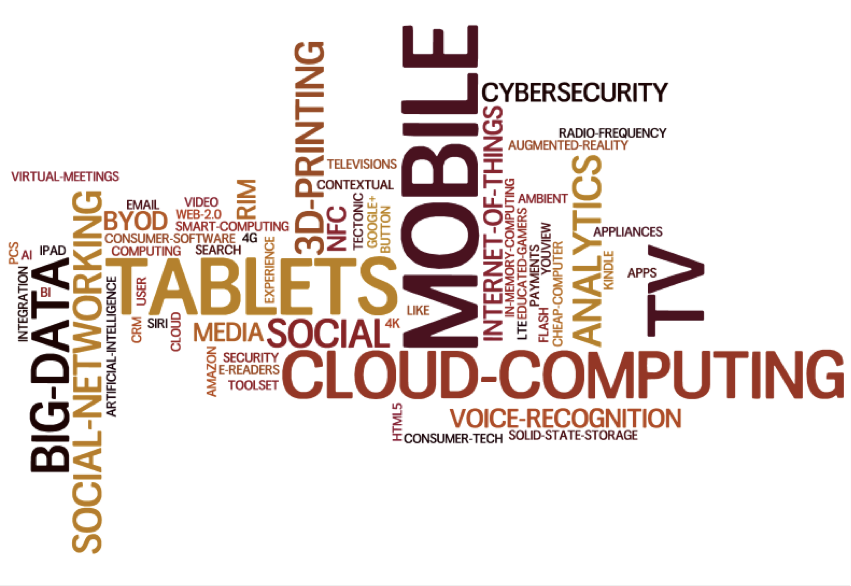 MOBILE
3D-PRINTING
CYBERSECURITY
RADIO-FREQUENCY
AUGMENTED-REALITY
TELEVISIONS
VIRTUAL-MEETINGS
CONTEXTUAL
RIM
EMAIL
VIDEO
WEB-2.0
BYOD
SMART-COMPUTING
CONSUMER-SOFTWARE
4G
COMPUTING
SEARCH
NFC
TECTONIC
GOOGLE+
BUTTON
INTERNET-OF-THINGS
IN-MEMORY-COMPUTING
AMBIENT
LTE
EDUCATED-GAMERS
PAYMENTS
FLASH
YOUVIEW
CHEAP-COMPUTER
ANALYTICS
KINDLE
APPLIANCES
APPS
TV
PCS
AI
IPAD
INTEGRATION
BI
BIG-DATA
SOCIAL-NETWORKING
ARTIFICIAL-INTELLIGENCE
TABLETS
EXPERIENCE
USER
CRM
SIRI
CLOUD
LIKE
MEDIA
SOCIAL
4K
AMAZON
SECURITY
E-READERS
TOOLSET
CLOUD-COMPUTING
HTML5
VOICE-RECOGNITION
CONSUMER-TECH
SOLID-STATE-STORAGE